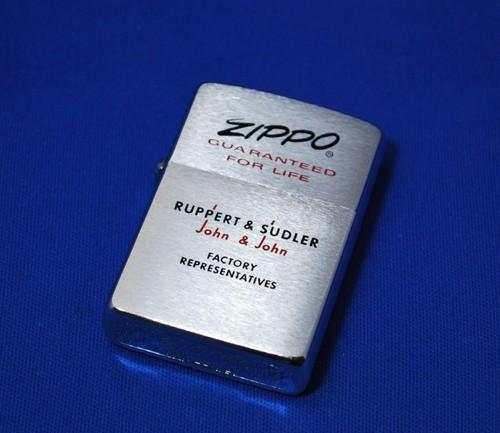 ZIPPO®
GUARANTEED
FOR LIFE
RUPPERT & SUDLER
John & John
FACTORY
REPRESENTATIVES